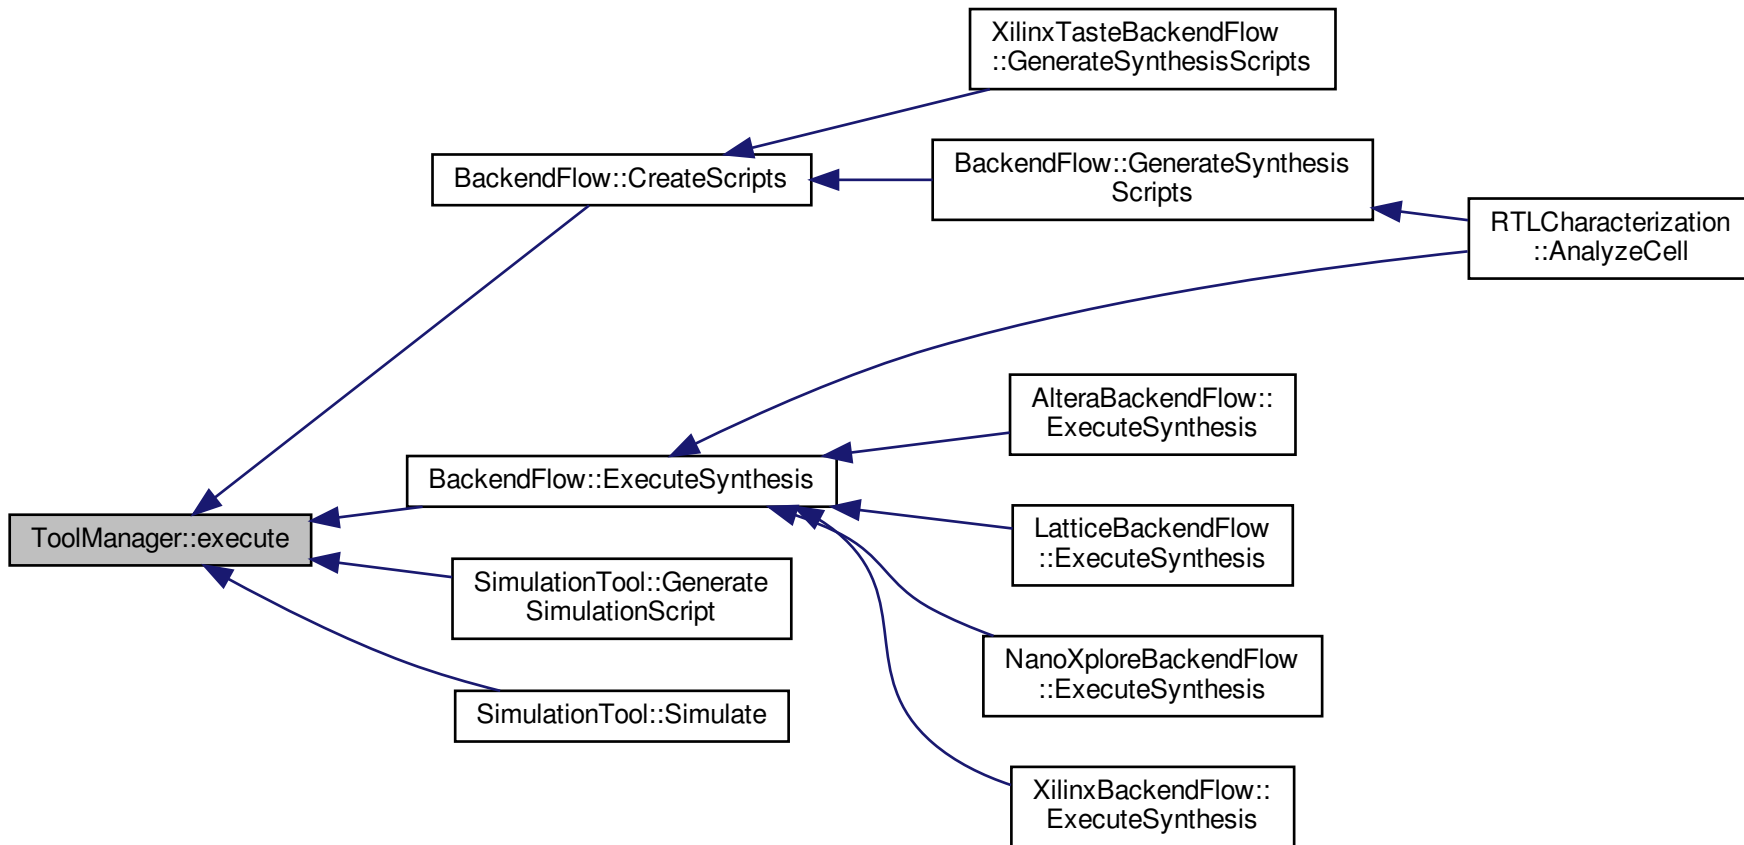 XilinxTasteBackendFlow
::GenerateSynthesisScripts
BackendFlow::CreateScripts
BackendFlow::GenerateSynthesis
Scripts
RTLCharacterization
::AnalyzeCell
AlteraBackendFlow::
ExecuteSynthesis
BackendFlow::ExecuteSynthesis
ToolManager::execute
LatticeBackendFlow
::ExecuteSynthesis
SimulationTool::Generate
SimulationScript
NanoXploreBackendFlow
::ExecuteSynthesis
SimulationTool::Simulate
XilinxBackendFlow::
ExecuteSynthesis